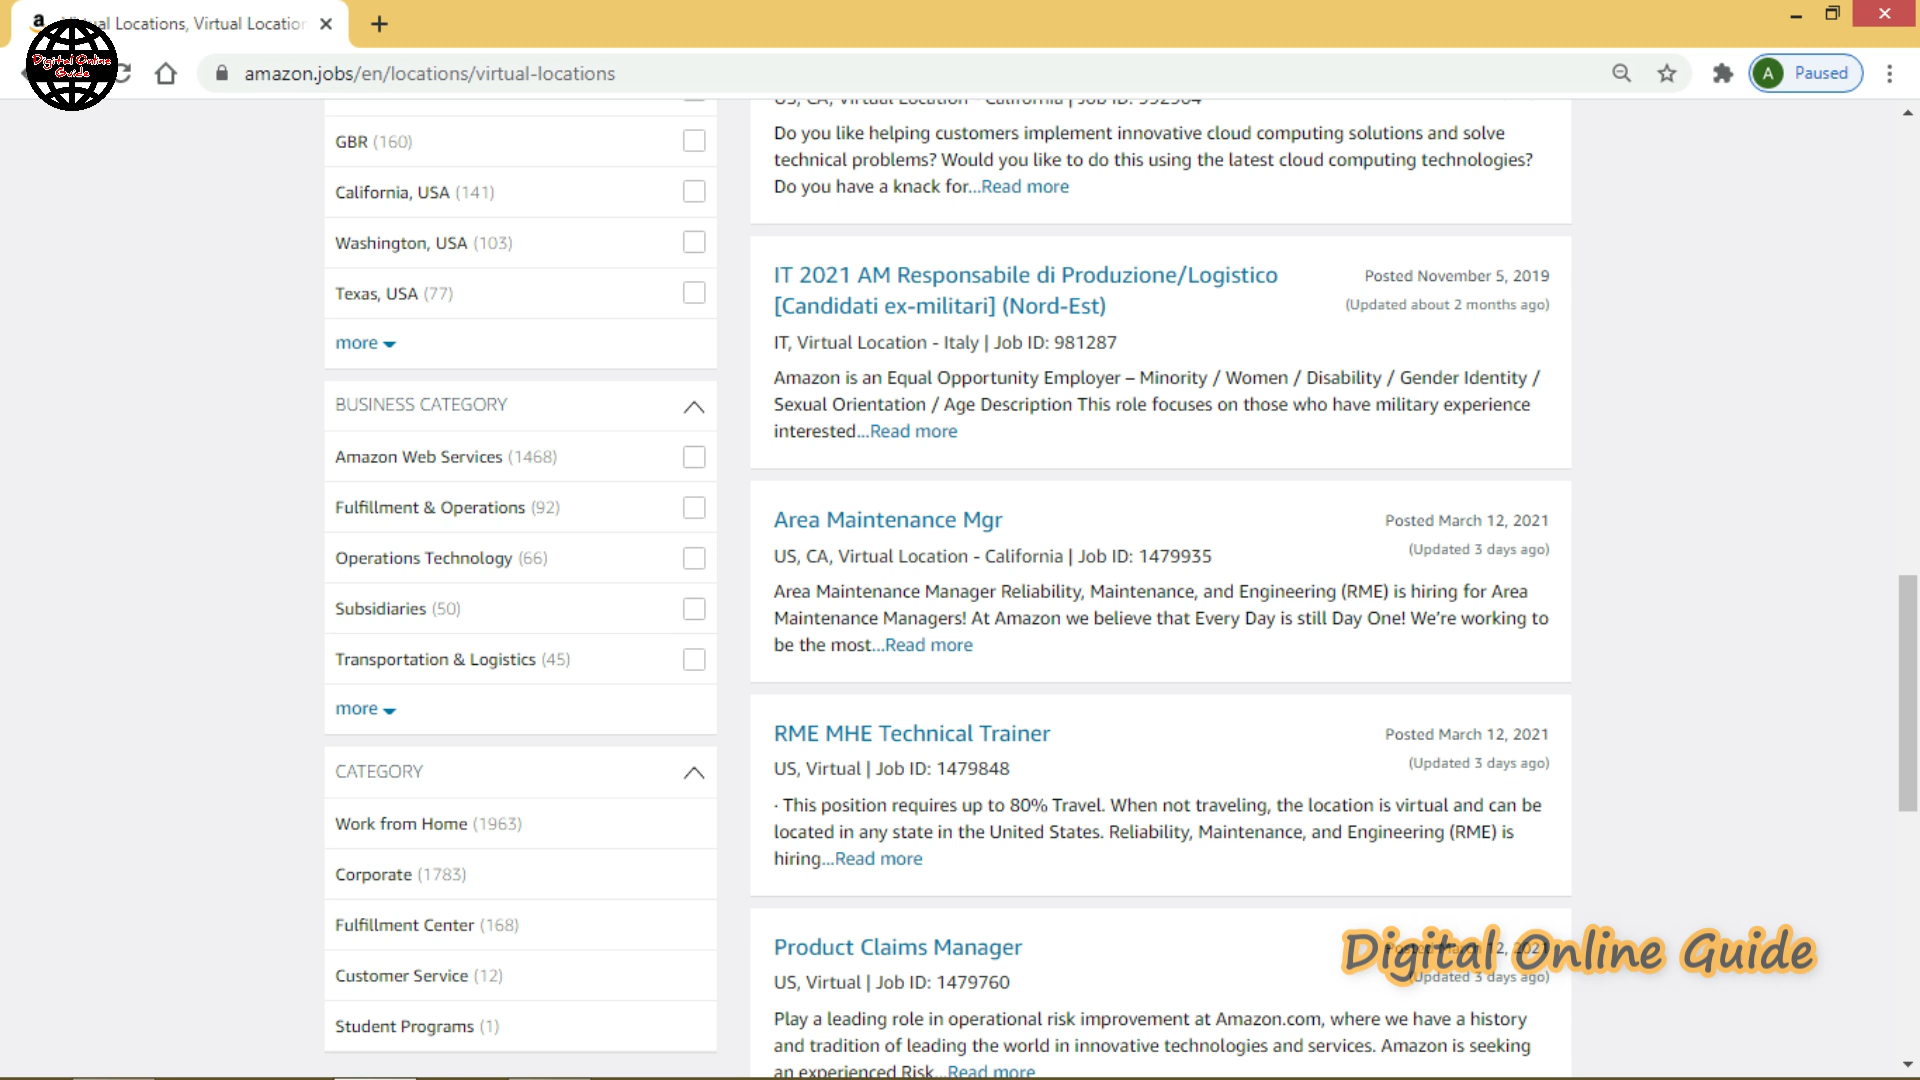 a
Virtual Locations, Virtual Location
Digital Online
Guide
amazon.jobs/en/locations/virtual-locations
A
Paused
GBR (160)
California, USA (141)
Washington, USA (103)
Texas, USA (77)
more
BUSINESS CATEGORY
Amazon Web Services (1468)
Fulfillment & Operations (92)
Operations Technology (66)
Subsidiaries (50)
Transportation & Logistics (45)
more
CATEGORY
Work from Home (1963)
Corporate (1783)
Fulfillment Center (168)
Customer Service (12)
Student Programs (1)
US, CA, Virtual Location - California | Job ID: 992964
Do you like helping customers implement innovative cloud computing solutions and solve
technical problems? Would you like to do this using the latest cloud computing technologies?
Do you have a knack for...Read more
IT 2021 AM Responsabile di Produzione/Logistico
[Candidati ex-militari] (Nord-Est)
Posted November 5, 2019
(Updated about 2 months ago)
IT, Virtual Location - Italy | Job ID: 981287
Amazon is an Equal Opportunity Employer – Minority / Women / Disability / Gender Identity /
Sexual Orientation / Age Description This role focuses on those who have military experience
interested...Read more
Area Maintenance Mgr
Posted March 12, 2021
(Updated 3 days ago)
US, CA, Virtual Location - California | Job ID: 1479935
Area Maintenance Manager Reliability, Maintenance, and Engineering (RME) is hiring for Area
Maintenance Managers! At Amazon we believe that Every Day is still Day One! We're working to
be the most...Read more
RME MHE Technical Trainer
Posted March 12, 2021
(Updated 3 days ago)
US, Virtual | Job ID: 1479848
· This position requires up to 80% Travel. When not traveling, the location is virtual and can be
located in any state in the United States. Reliability, Maintenance, and Engineering (RME) is
hiring...Read more
Product Claims Manager
Posted March 12, 2021
(Updated 3 days ago)
US, Virtual | Job ID: 1479760
Play a leading role in operational risk improvement at Amazon.com, where we have a history
and tradition of leading the world in innovative technologies and services. Amazon is seeking
an experienced Risk...Read more
Digital Online Guide